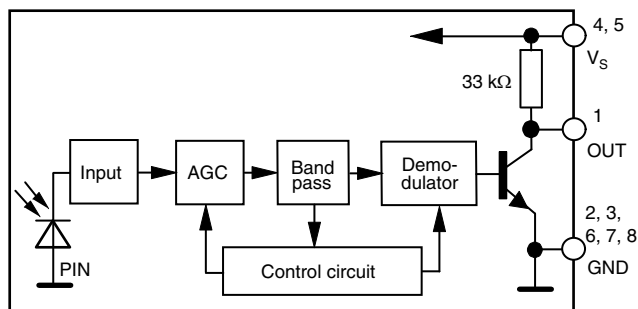 4, 5
V_S
33 kΩ
1
OUT
Input
AGC
Band
pass
Demo-
dulator
2, 3,
6, 7, 8
GND
PIN
Control circuit